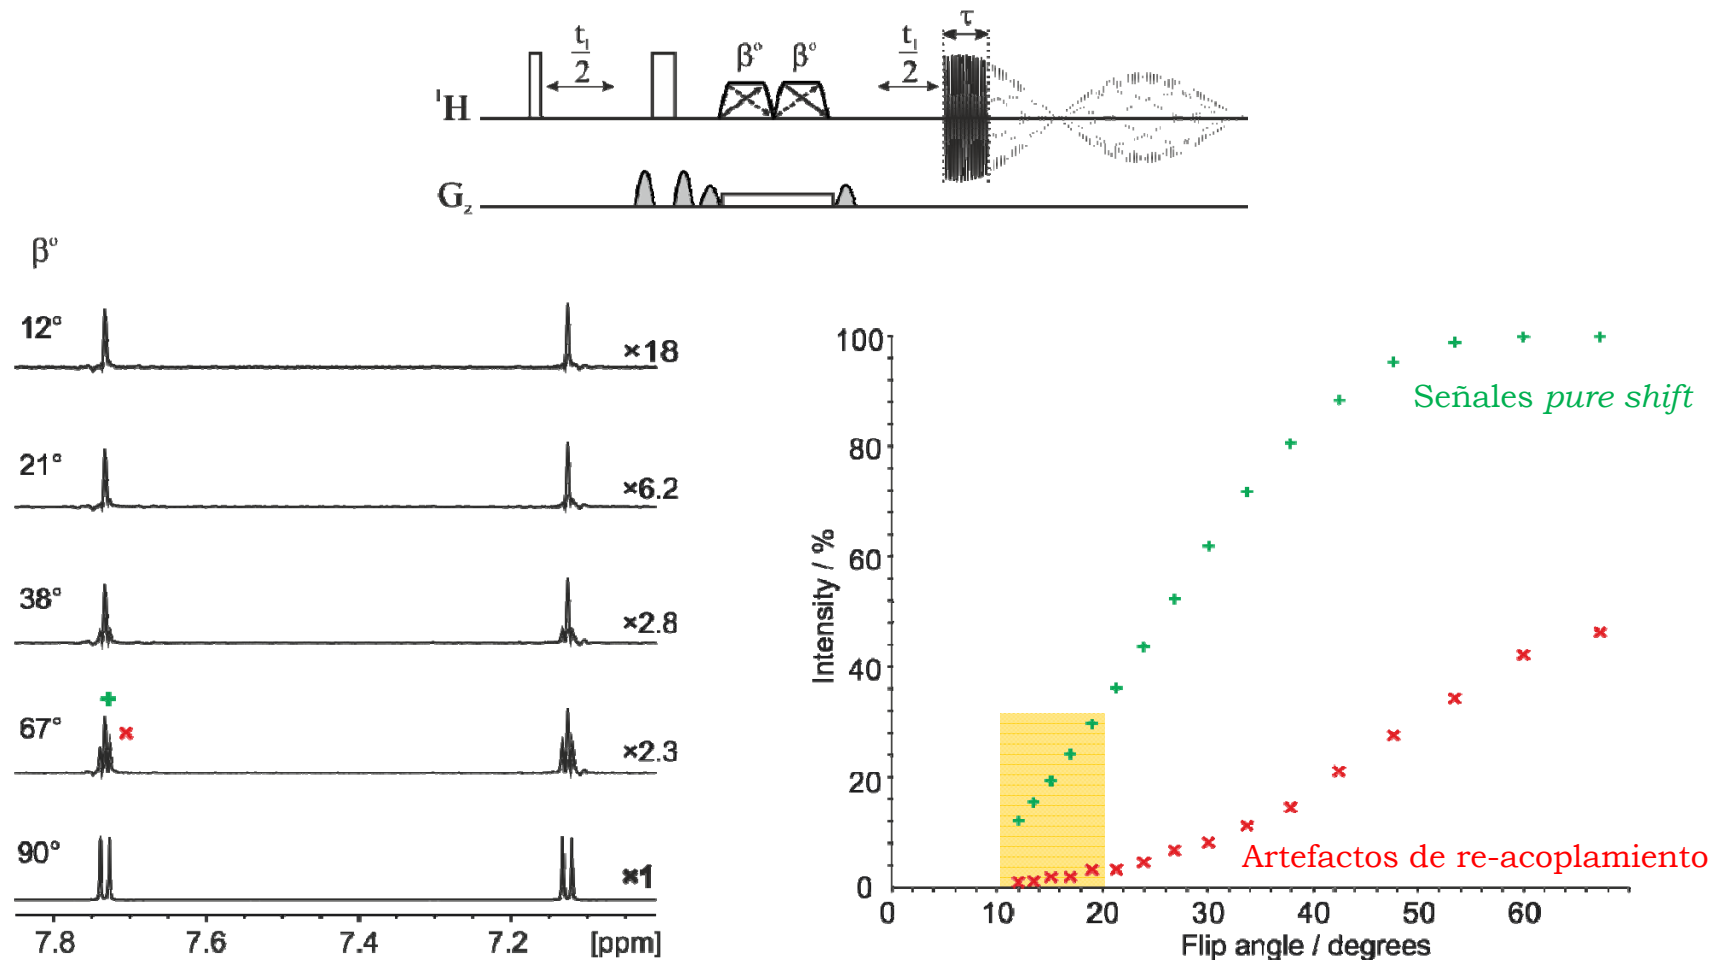 τ
t₁/2
β° β°
t₁/2
¹H
G_z
β°
12°
×18
21°
×6.2
38°
×2.8
67°
×2.3
90°
×1
7.8 7.6 7.4 7.2 [ppm]
100
80
60
40
20
0
Intensity / %
Señales pure shift
Artefactos de re-acoplamiento
0 10 20 30 40 50 60
Flip angle / degrees